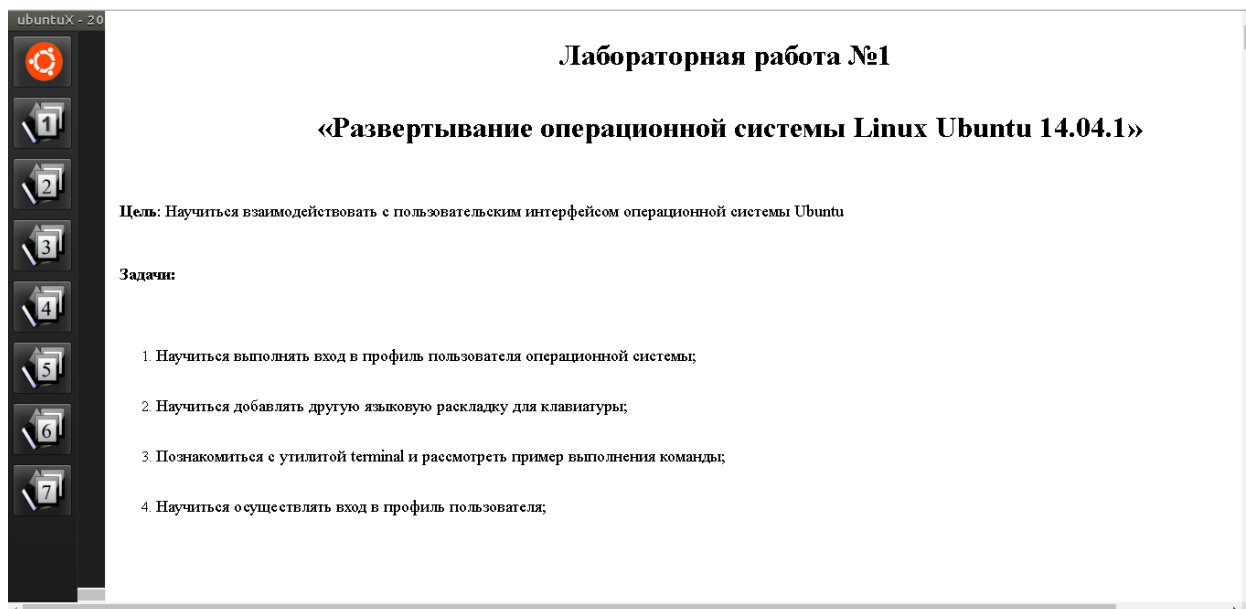 ubuntuX - 20
Лабораторная работа №1
«Развертывание операционной системы Linux Ubuntu 14.04.1»
Цель: Научиться взаимодействовать с пользовательским интерфейсом операционной системы Ubuntu
Задачи:
1. Научиться выполнять вход в профиль пользователя операционной системы;
2. Научиться добавлять другую языковую раскладку для клавиатуры;
3. Познакомиться с утилитой terminal и рассмотреть пример выполнения команды;
4. Научиться осуществлять вход в профиль пользователя;
1
2
3
4
5
6
7